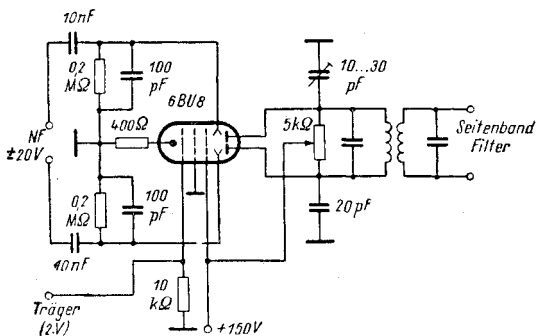 10nF
0,2
MΩ
100
pF
6BU8
10...30
pF
400Ω
5kΩ
NF
±20V
Seitenband
Filter
0,2
MΩ
100
pF
20pF
40nF
Träger
(2V)
10
kΩ
+150V